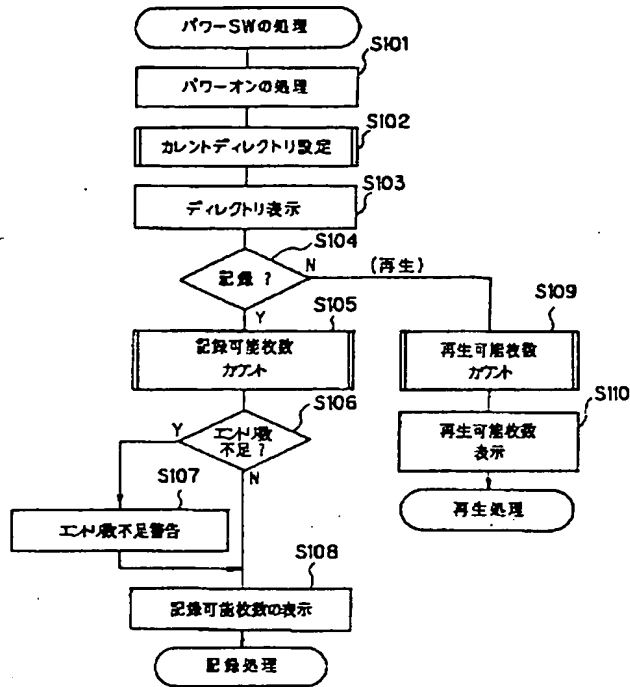 パワーSWの処理
S101
パワーオンの処理
S102
カレントディレクトリ設定
S103
ディレクトリ表示
S104
記録?
N
(再生)
Y
S105
記録可能枚数
カウント
S106
エントリ数
不足?
Y
N
S107
エントリ数不足警告
S108
記録可能枚数の表示
記録処理
S109
再生可能枚数
カウント
S110
再生可能枚数
表示
再生処理